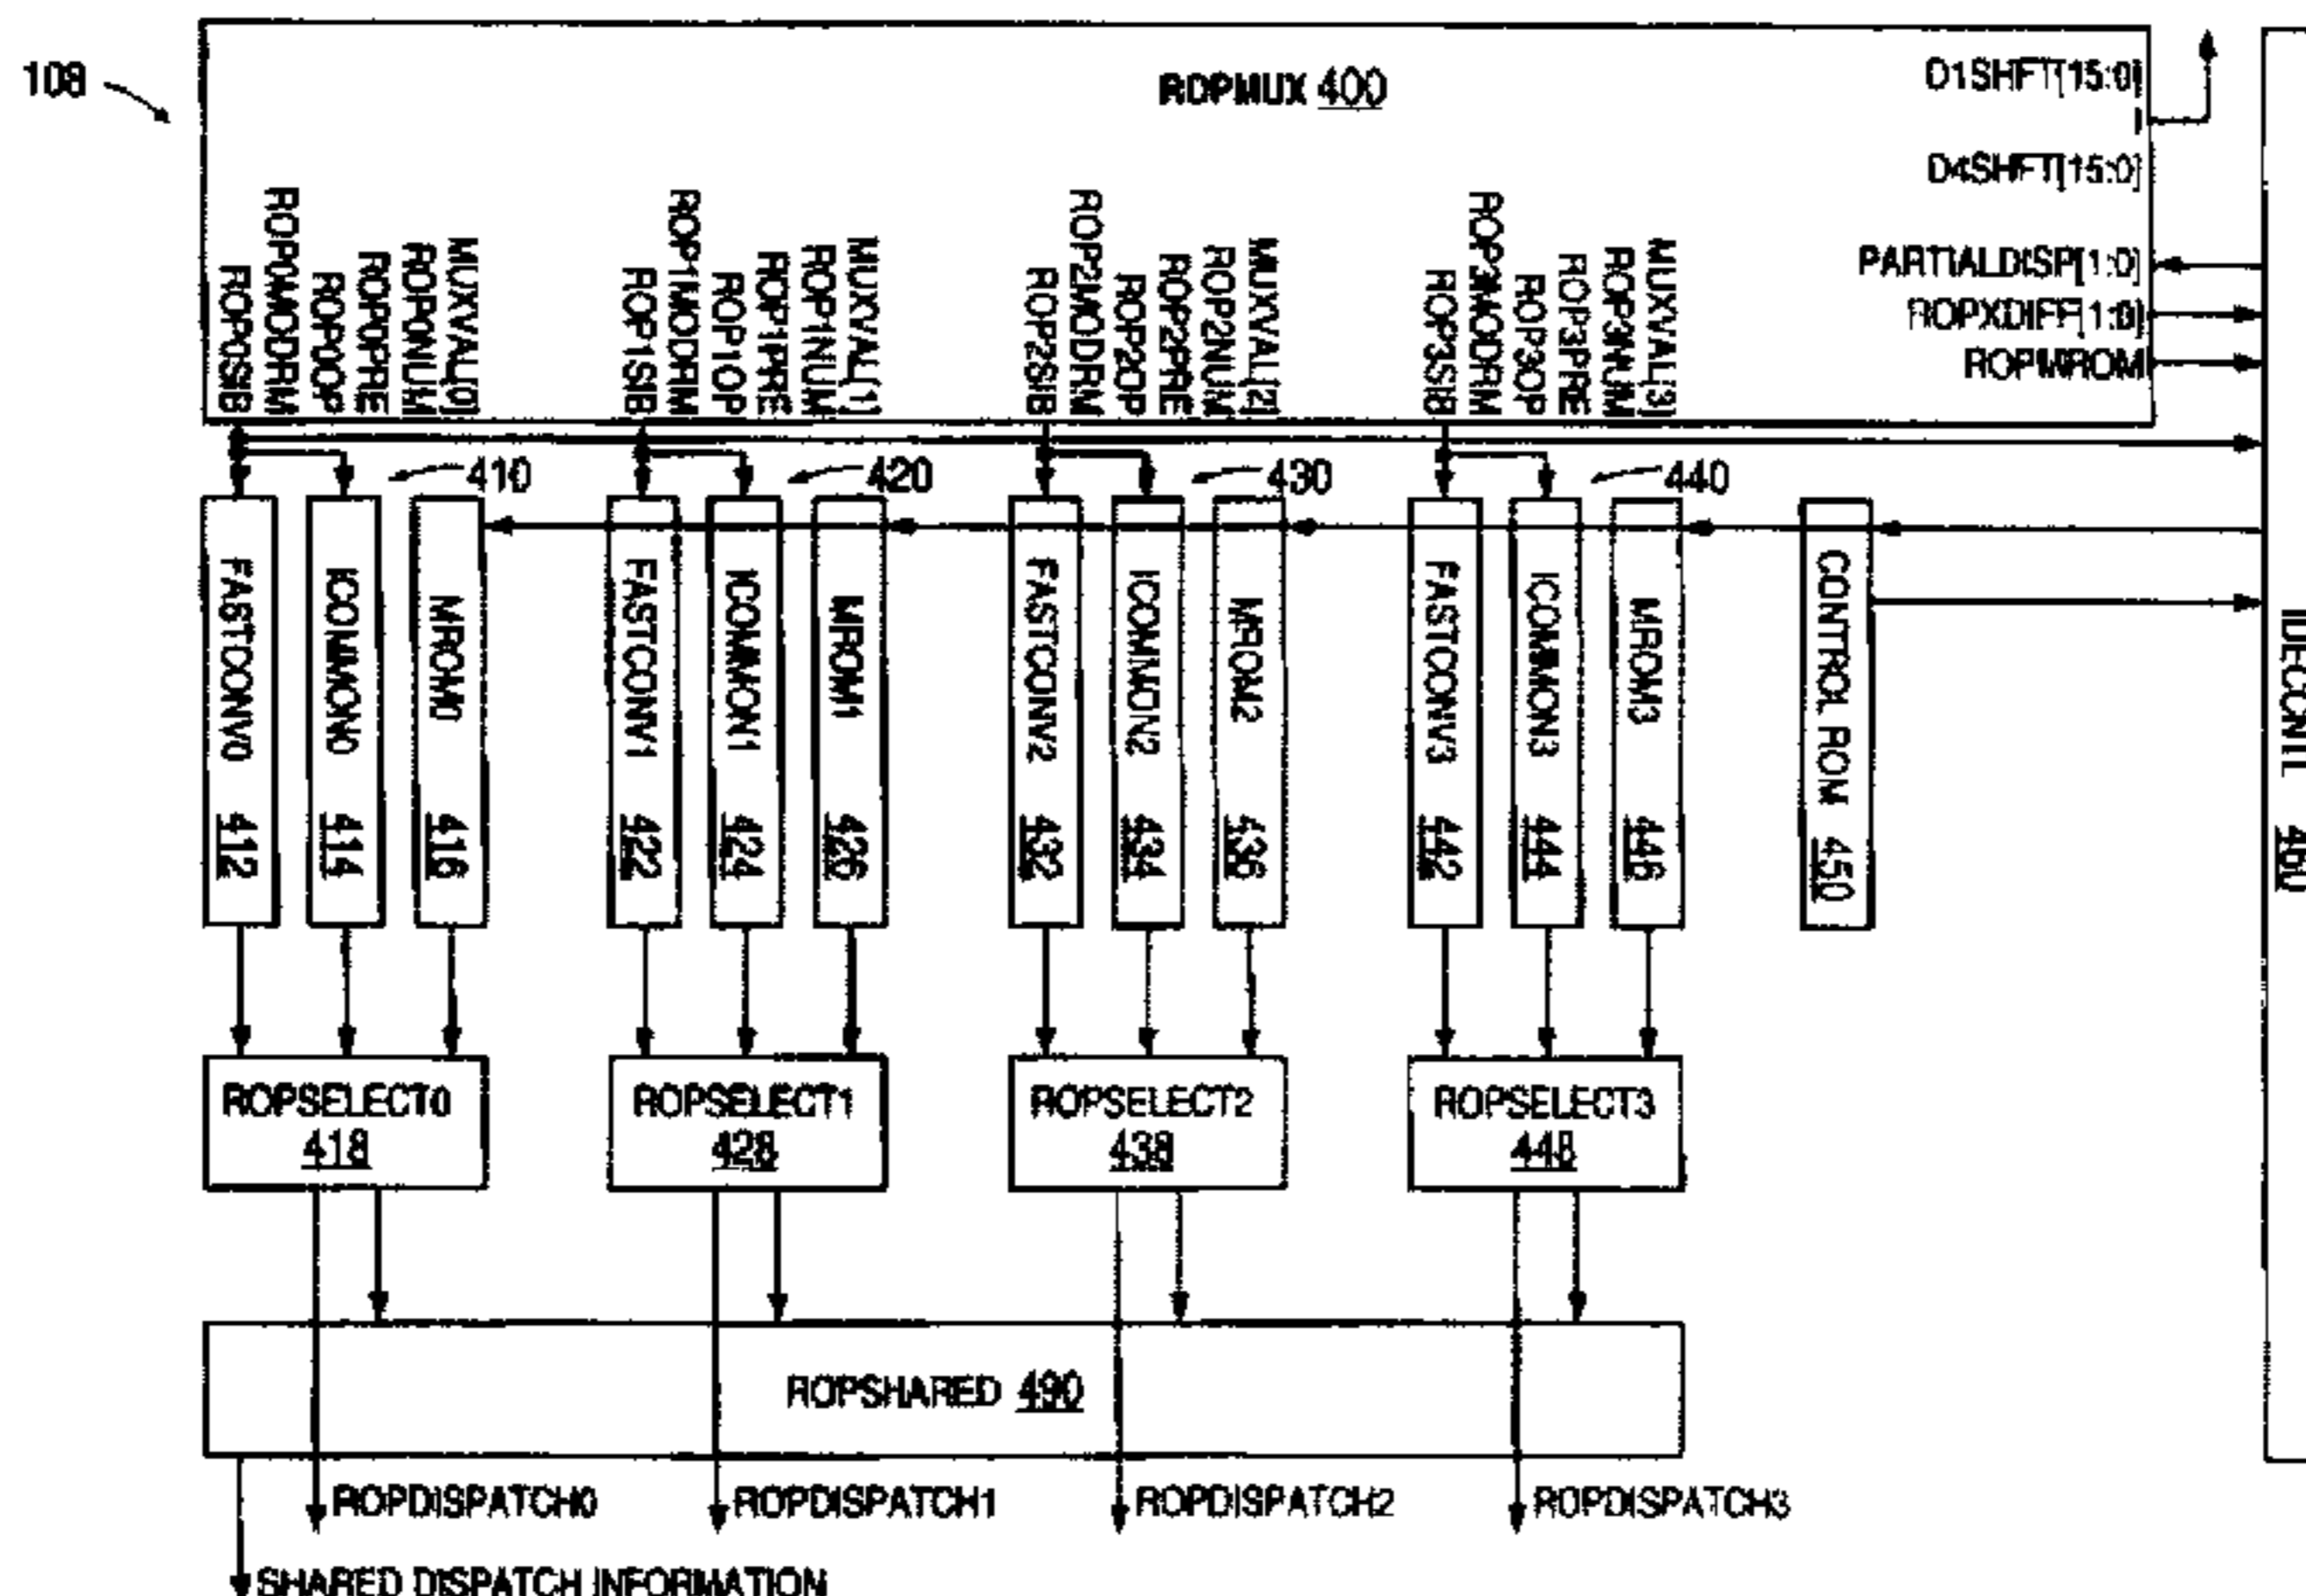 108
ROPMUX 400
D1SHFT[15:0]
D4SHFT[15:0]
PARTIALDISP[1:0]
ROPXDIFF[1:0]
ROPMROM
ROP0SIB
ROP0MODRM
ROP0OP
ROP0PRE
ROP0NUM
MUXVAL[0]
ROP1SIB
ROP1MODRM
ROP1OP
ROP1PRE
ROP1NUM
MUXVAL[1]
ROP2SIB
ROP2MODRM
ROP2OP
ROP2PRE
ROP2NUM
MUXVAL[2]
ROP3SIB
ROP3MODRM
ROP3OP
ROP3PRE
ROP3NUM
MUXVAL[3]
410
420
430
440
FASTCONV0 412
ICOMMON0 414
MROM0 416
FASTCONV1 422
ICOMMON1 424
MROM1 426
FASTCONV2 432
ICOMMON2 434
MROM2 436
FASTCONV3 442
ICOMMON3 444
MROM3 446
CONTROL ROM 450
IDECCNTL 460
ROPSELECT0
418
ROPSELECT1
428
ROPSELECT2
438
ROPSELECT3
448
ROPSHARED 490
ROPDISPATCH0
ROPDISPATCH1
ROPDISPATCH2
ROPDISPATCH3
SHARED DISPATCH INFORMATION